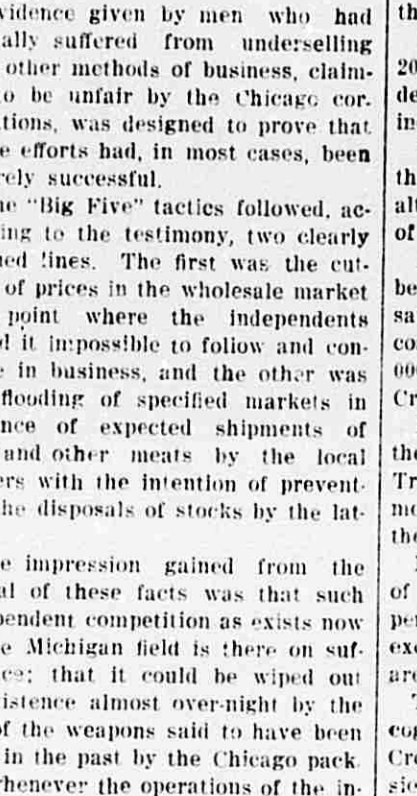 vidence given by men who had
ally suffered from underselling
other methods of business, claim-
o be unfair by the Chicago cor.
tions, was designed to prove that
e efforts had, in most cases, been
rely successful.
he "Big Five" tactics followed, ac-
ing to the testimony, two clearly
ned lines. The first was the cut-
of prices in the wholesale market
point where the independents
d it impossible to follow and con-
e in business, and the other was
flooding of specified markets in
nce of expected shipments of
and other meats by the local
ers with the intention of prevent-
he disposals of stocks by the lat-
e impression gained from the
al of these facts was that such
pendent competition as exists now
e Michigan field is there on suf-
ce; that it could be wiped out
istence almost over-night by the
of the weapons said to have been
in the past by the Chicago pack.
henever the operations of the in-
th
20
de
in
th
alt
of
be
sa
co
000
Cr
the
Tr
mo
the
of
pe
exc
are
cog
Cre
sic